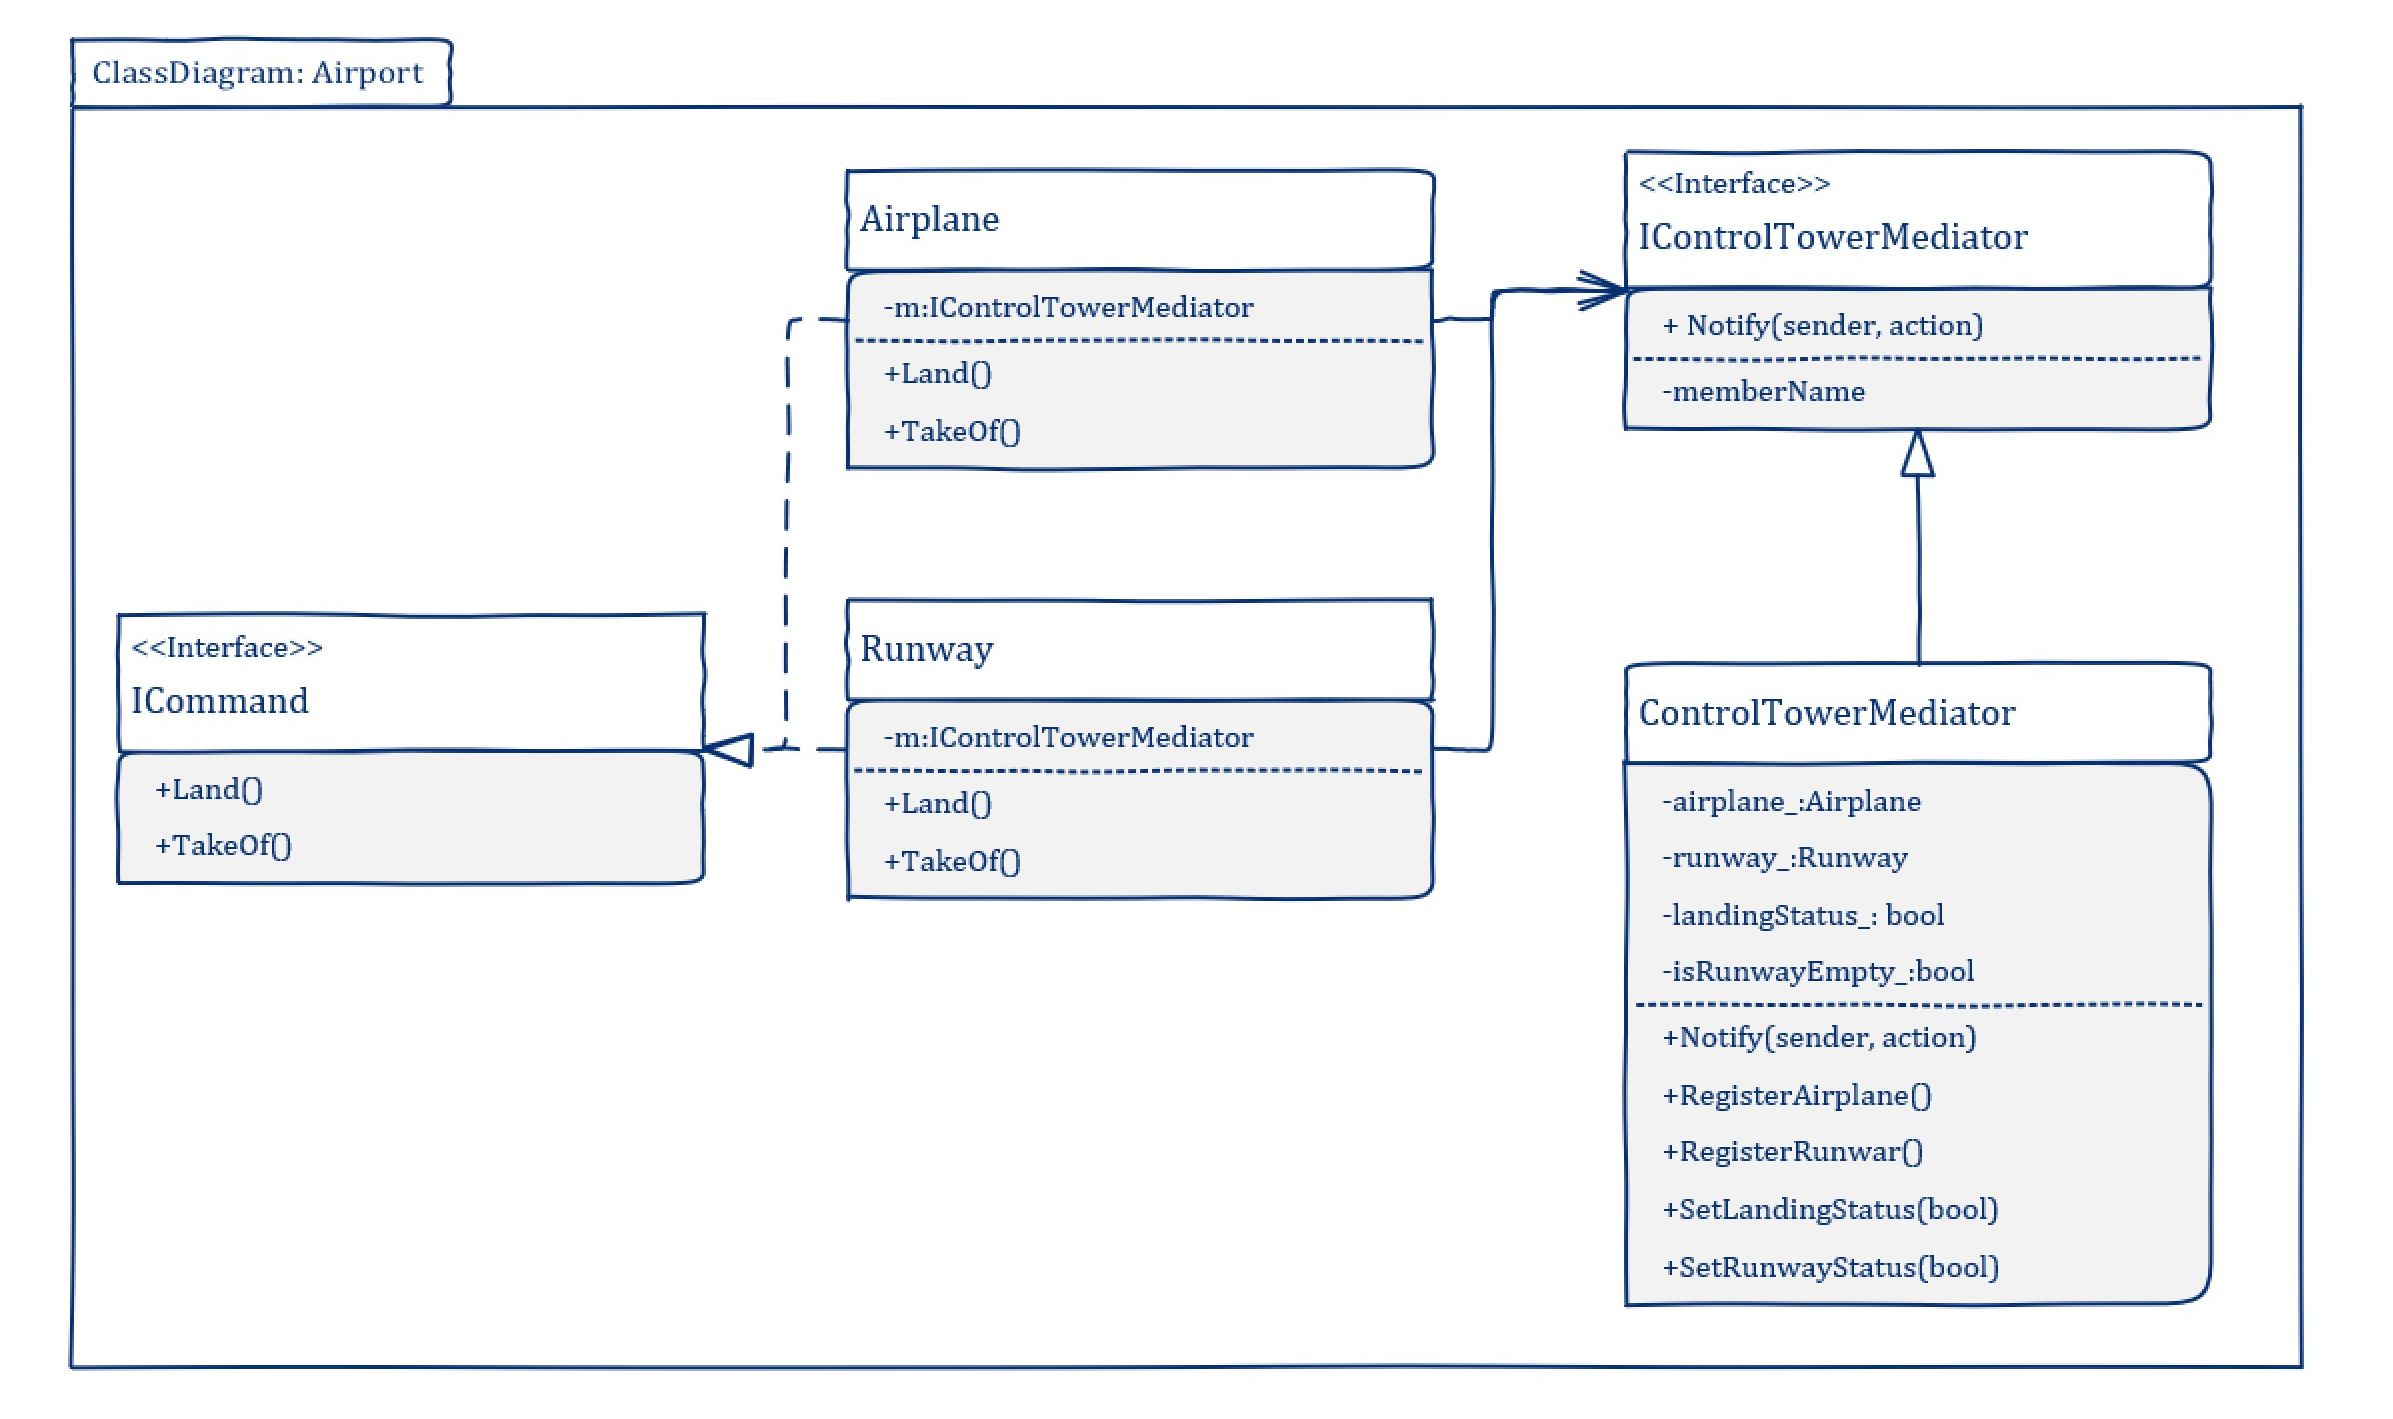 ClassDiagram: Airport
Airplane
-m:IControlTowerMediator
+Land()
+TakeOf()
<<Interface>>
IControlTowerMediator
+ Notify(sender, action)
-memberName
<<Interface>>
ICommand
+Land()
+TakeOf()
Runway
-m:IControlTowerMediator
+Land()
+TakeOf()
ControlTowerMediator
-airplane_:Airplane
-runway_:Runway
-landingStatus_: bool
-isRunwayEmpty_:bool
+Notify(sender, action)
+RegisterAirplane()
+RegisterRunwar()
+SetLandingStatus(bool)
+SetRunwayStatus(bool)